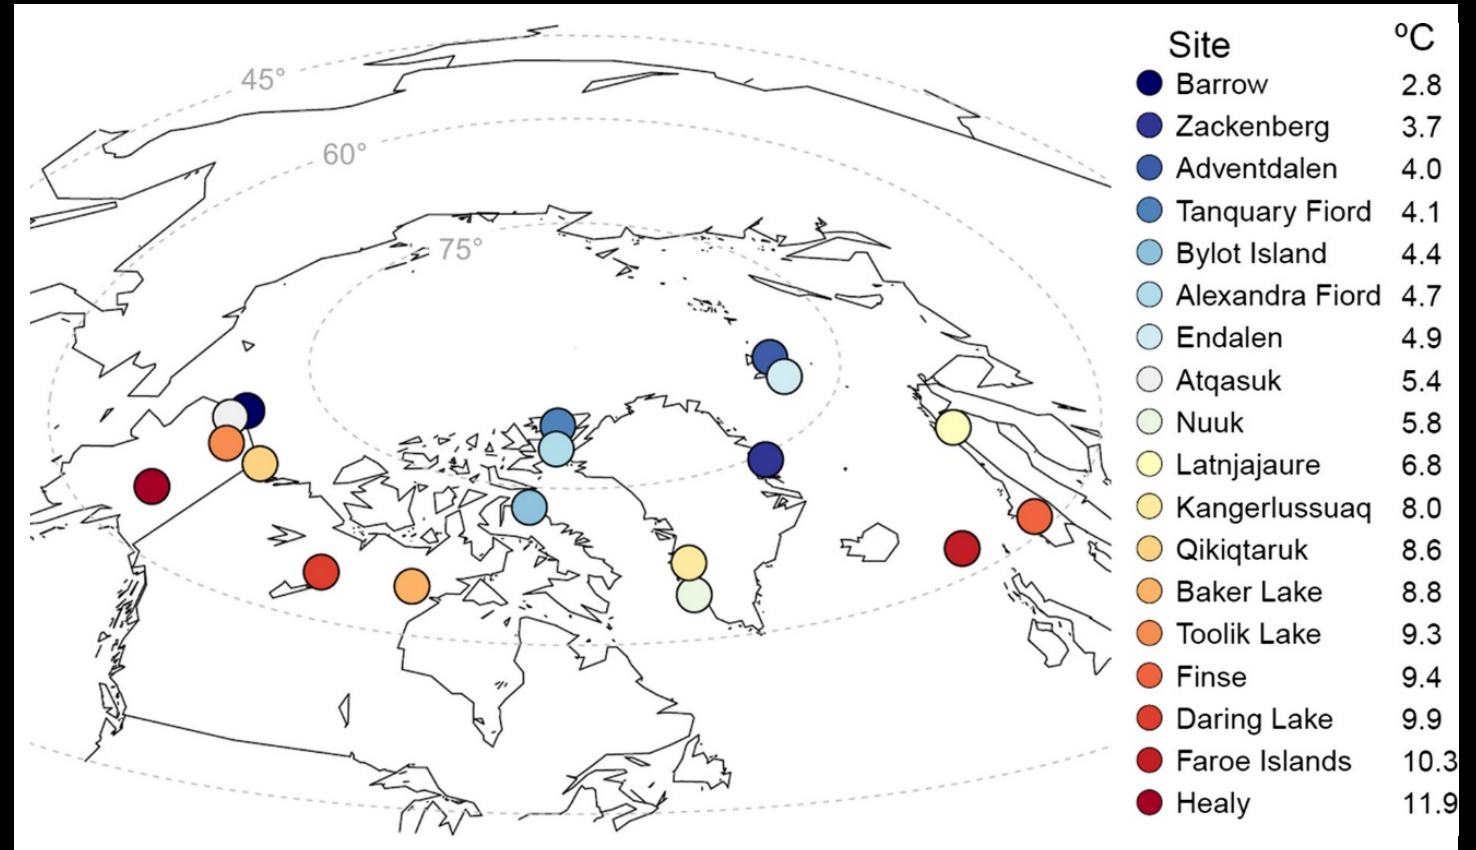 45°
60°
75°
Site ºC
Barrow 2.8
Zackenberg 3.7
Adventdalen 4.0
Tanquary Fiord 4.1
Bylot Island 4.4
Alexandra Fiord 4.7
Endalen 4.9
Atqasuk 5.4
Nuuk 5.8
Latnjajaure 6.8
Kangerlussuaq 8.0
Qikiqtaruk 8.6
Baker Lake 8.8
Toolik Lake 9.3
Finse 9.4
Daring Lake 9.9
Faroe Islands 10.3
Healy 11.9